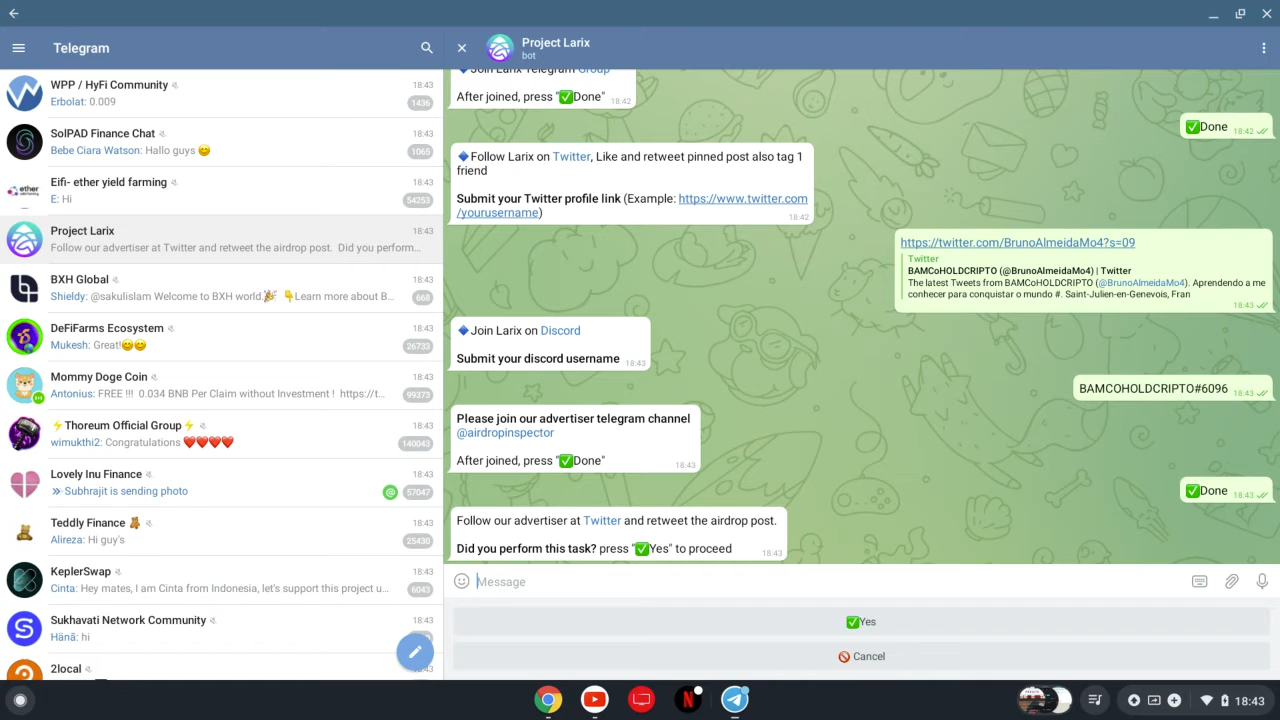 Telegram
WPP / HyFi Community
18:43
Erbolat: 0.009
1436
SolPAD Finance Chat
18:43
Bebe Ciara Watson: Hallo guys 😊
1065
Eifi- ether yield farming
18:43
E: Hi
54253
Project Larix
18:43
Follow our advertiser at Twitter and retweet the airdrop post. Did you perform...
BXH Global
18:43
Shieldy: @sakulislam Welcome to BXH world.🎉 👇Learn more about B...
668
DeFiFarms Ecosystem
18:43
Mukesh: Great!😊😊
26733
Mommy Doge Coin
18:43
Antonius: FREE !!! 0.034 BNB Per Claim without Investment ! https://t...
99373
⚡Thoreum Official Group⚡
18:43
wimukthi2: Congratulations ❤️❤️❤️❤️
140043
Lovely Inu Finance
18:43
Subhrajit is sending photo
@ 57047
Teddly Finance 🧸
18:43
Alireza: Hi guy's
25430
KeplerSwap
18:43
Cinta: Hey mates, I am Cinta from Indonesia, let's support this project u...
6043
Sukhavati Network Community
18:43
Hänä: hi
2local
18:43
Project Larix
bot
🔷Join Larix Telegram Group
After joined, press "✅Done"
18:42
✅Done 18:42
🔷Follow Larix on Twitter, Like and retweet pinned post also tag 1
friend
Submit your Twitter profile link (Example: https://www.twitter.com
/yourusername)
18:42
https://twitter.com/BrunoAlmeidaMo4?s=09
Twitter
BAMCoHOLDCRIPTO (@BrunoAlmeidaMo4) | Twitter
The latest Tweets from BAMCoHOLDCRIPTO (@BrunoAlmeidaMo4). Aprendendo a me
conhecer para conquistar o mundo #. Saint-Julien-en-Genevois, Fran
18:43
🔷Join Larix on Discord
Submit your discord username 18:43
BAMCOHOLDCRIPTO#6096 18:43
Please join our advertiser telegram channel
@airdropinspector
After joined, press "✅Done"
18:43
✅Done 18:43
Follow our advertiser at Twitter and retweet the airdrop post.
Did you perform this task? press "✅Yes" to proceed
18:43
Message
✅Yes
🚫 Cancel
18:43